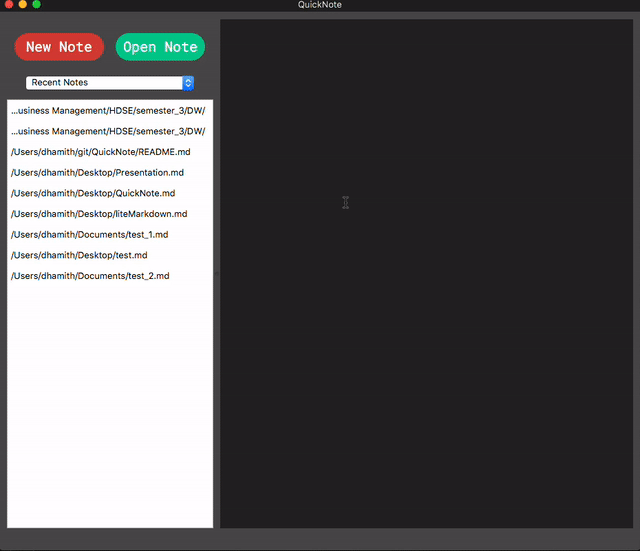 QuickNote
New Note
Open Note
Recent Notes
...usiness Management/HDSE/semester_3/DW/
...usiness Management/HDSE/semester_3/DW/
/Users/dhamith/git/QuickNote/README.md
/Users/dhamith/Desktop/Presentation.md
/Users/dhamith/Desktop/QuickNote.md
/Users/dhamith/Desktop/liteMarkdown.md
/Users/dhamith/Documents/test_1.md
/Users/dhamith/Desktop/test.md
/Users/dhamith/Documents/test_2.md